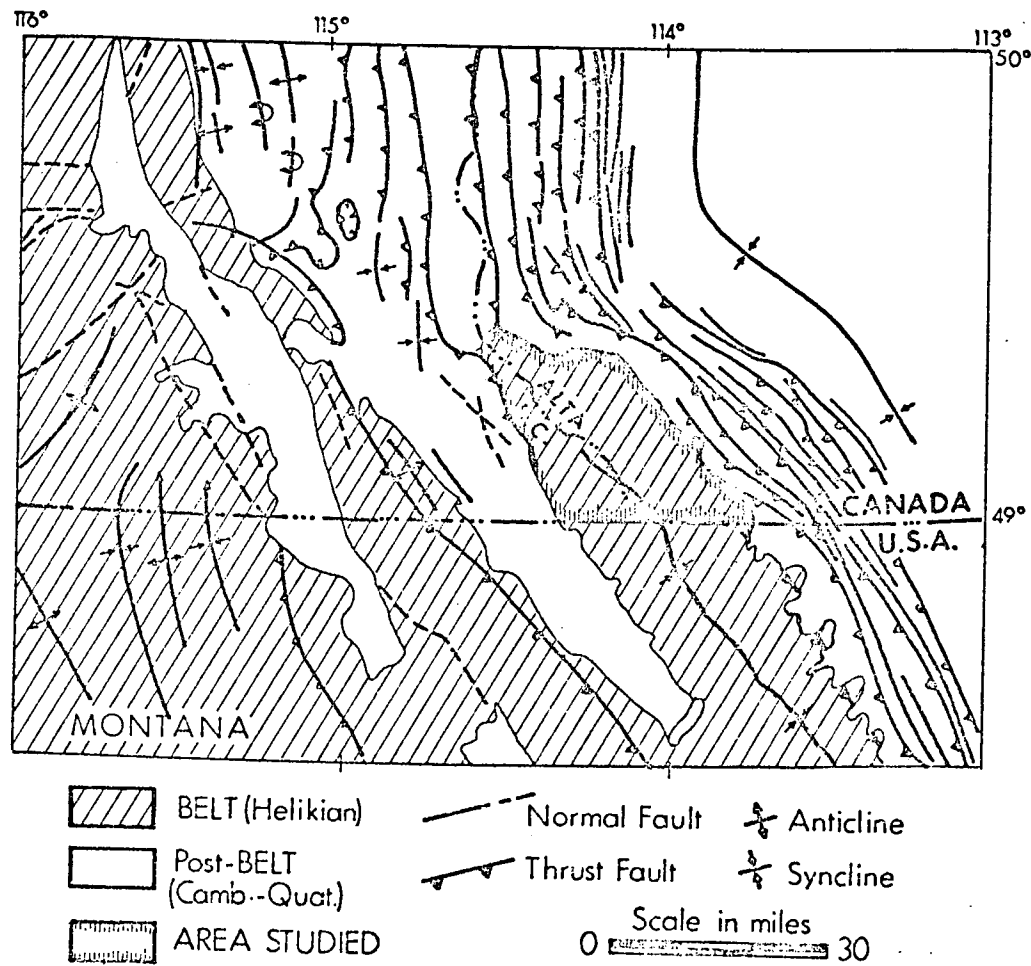 116° 115° 114° 113°
50°
ALTA.
B.C.
CANADA
49°
U.S.A.
MONTANA
BELT (Helikian) Normal Fault Anticline
Post-BELT Thrust Fault Syncline
(Camb.-Quat.)
Scale in miles
AREA STUDIED 0 30